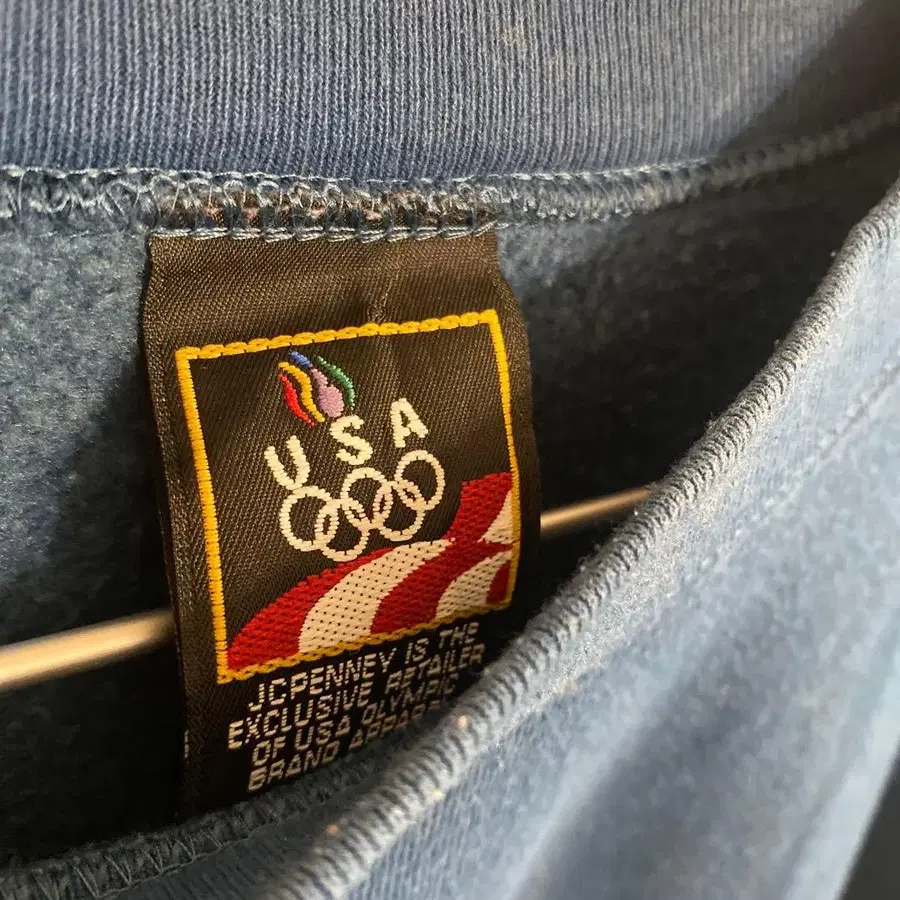 USA
JCPENNEY IS THE
EXCLUSIVE RETAILER
OF USA OLYMPIC
BRAND APPAREL